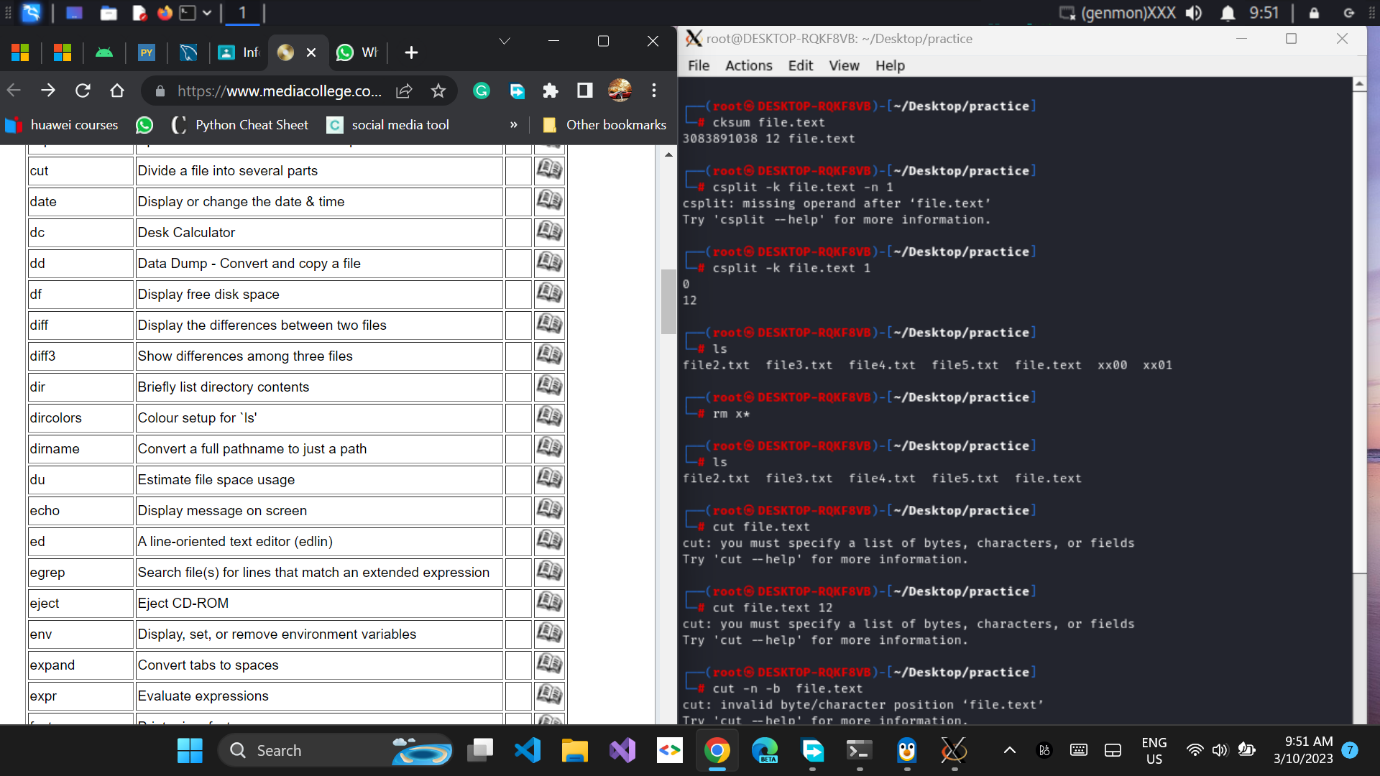 1
(genmon)XXX
9:51
Inf
Wh
https://www.mediacollege.co...
huawei courses
Python Cheat Sheet
social media tool
»
Other bookmarks
cut Divide a file into several parts
date Display or change the date & time
dc Desk Calculator
dd Data Dump - Convert and copy a file
df Display free disk space
diff Display the differences between two files
diff3 Show differences among three files
dir Briefly list directory contents
dircolors Colour setup for `ls'
dirname Convert a full pathname to just a path
du Estimate file space usage
echo Display message on screen
ed A line-oriented text editor (edlin)
egrep Search file(s) for lines that match an extended expression
eject Eject CD-ROM
env Display, set, or remove environment variables
expand Convert tabs to spaces
expr Evaluate expressions
root@DESKTOP-RQKF8VB: ~/Desktop/practice
File Actions Edit View Help
┌──(root㉿DESKTOP-RQKF8VB)-[~/Desktop/practice]
└─# cksum file.text
3083891038 12 file.text
┌──(root㉿DESKTOP-RQKF8VB)-[~/Desktop/practice]
└─# csplit -k file.text -n 1
csplit: missing operand after ‘file.text’
Try 'csplit --help' for more information.
┌──(root㉿DESKTOP-RQKF8VB)-[~/Desktop/practice]
└─# csplit -k file.text 1
0
12
┌──(root㉿DESKTOP-RQKF8VB)-[~/Desktop/practice]
└─# ls
file2.txt file3.txt file4.txt file5.txt file.text xx00 xx01
┌──(root㉿DESKTOP-RQKF8VB)-[~/Desktop/practice]
└─# rm x*
┌──(root㉿DESKTOP-RQKF8VB)-[~/Desktop/practice]
└─# ls
file2.txt file3.txt file4.txt file5.txt file.text
┌──(root㉿DESKTOP-RQKF8VB)-[~/Desktop/practice]
└─# cut file.text
cut: you must specify a list of bytes, characters, or fields
Try 'cut --help' for more information.
┌──(root㉿DESKTOP-RQKF8VB)-[~/Desktop/practice]
└─# cut file.text 12
cut: you must specify a list of bytes, characters, or fields
Try 'cut --help' for more information.
┌──(root㉿DESKTOP-RQKF8VB)-[~/Desktop/practice]
└─# cut -n -b file.text
cut: invalid byte/character position ‘file.text’
Try 'cut --help' for more information.
Search
BETA
ENG
US
9:51 AM
3/10/2023
7